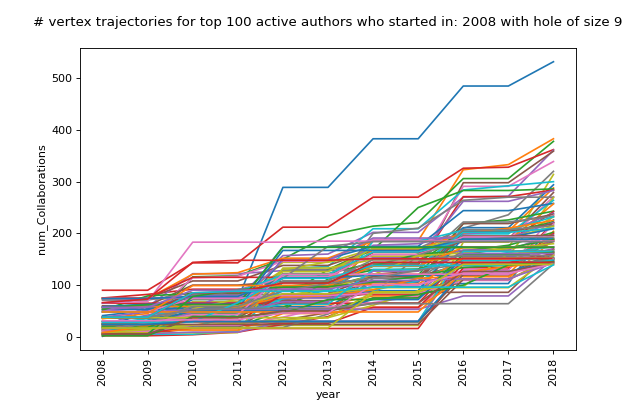 # vertex trajectories for top 100 active authors who started in: 2008 with hole of size 9
500
400
300
200
100
0
num_Collaborations
2008 2009 2010 2011 2012 2013 2014 2015 2016 2017 2018
year